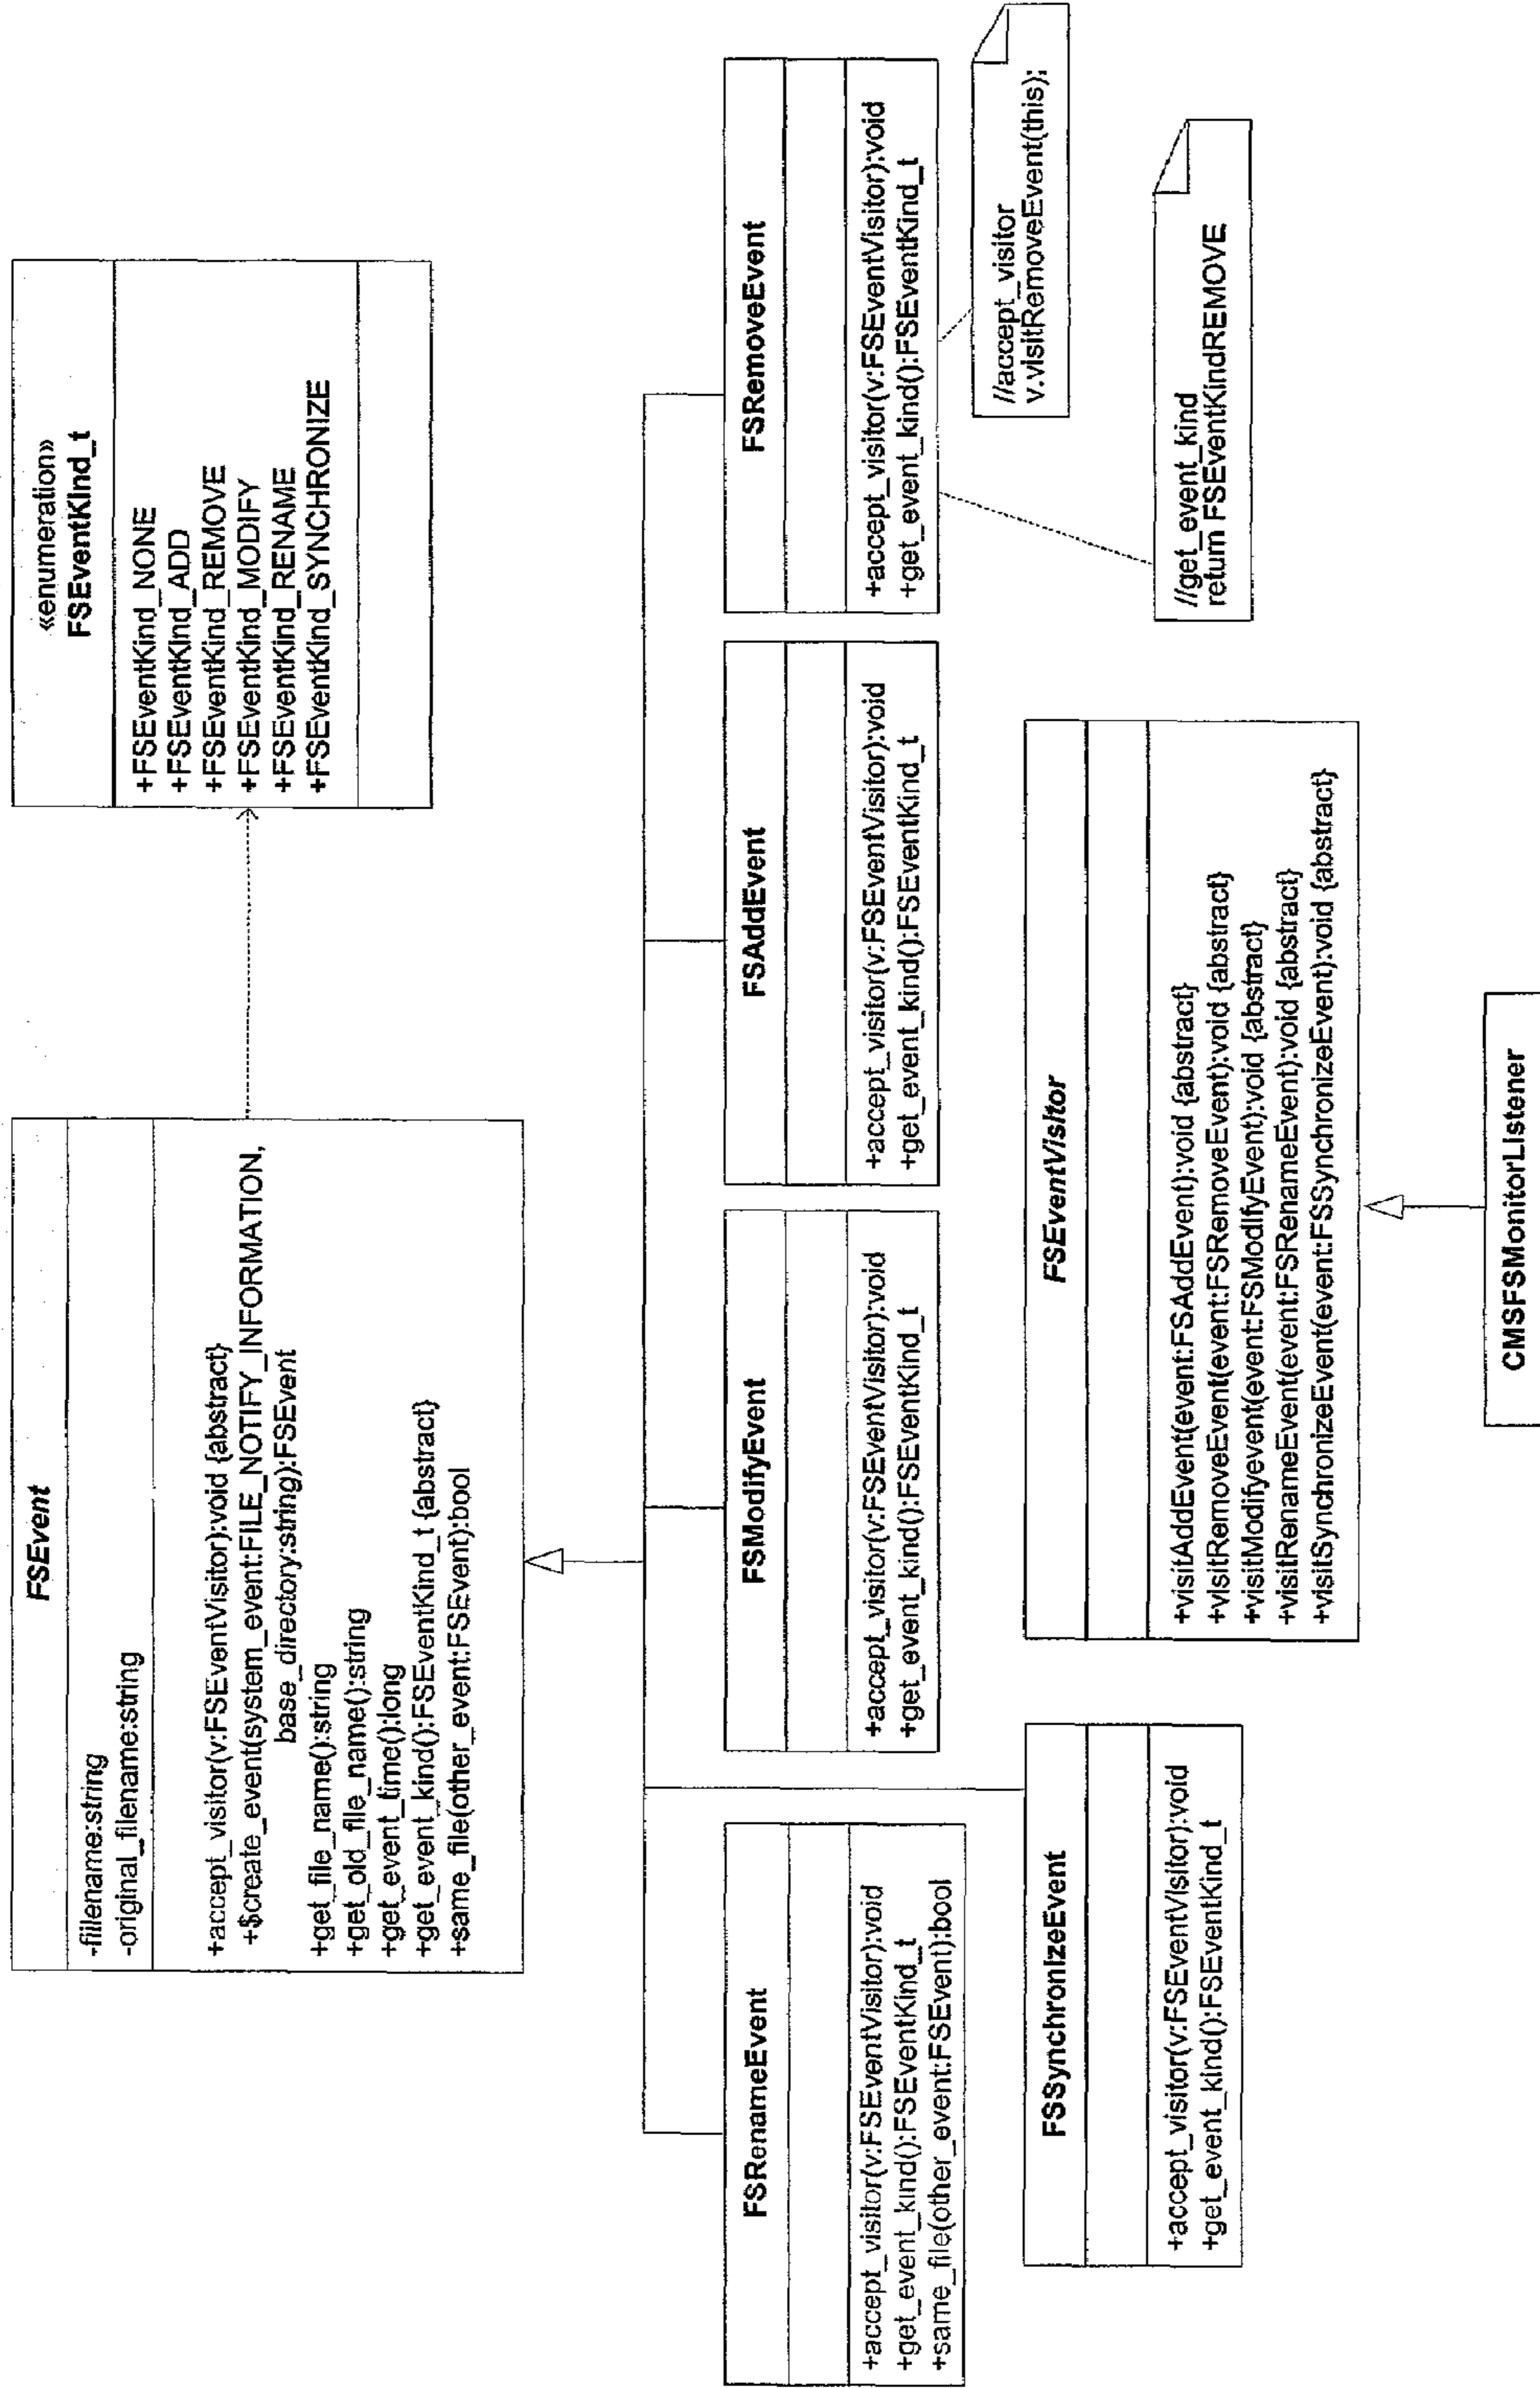 FSEvent
-filename:string
-original_filename:string
+accept_visitor(v:FSEventVisitor):void {abstract}
+$create_event(system_event:FILE_NOTIFY_INFORMATION,
base_directory:string):FSEvent
+get_file_name():string
+get_old_file_name():string
+get_event_time():long
+get_event_kind():FSEventKind_t {abstract}
+same_file(other_event:FSEvent):bool
«enumeration»
FSEventKind_t
+FSEventKind_NONE
+FSEventKind_ADD
+FSEventKind_REMOVE
+FSEventKind_MODIFY
+FSEventKind_RENAME
+FSEventKind_SYNCHRONIZE
FSRenameEvent
+accept_visitor(v:FSEventVisitor):void
+get_event_kind():FSEventKind_t
+same_file(other_event:FSEvent):bool
FSModifyEvent
+accept_visitor(v:FSEventVisitor):void
+get_event_kind():FSEventKind_t
FSAddEvent
+accept_visitor(v:FSEventVisitor):void
+get_event_kind():FSEventKind_t
FSRemoveEvent
+accept_visitor(v:FSEventVisitor):void
+get_event_kind():FSEventKind_t
//accept_visitor
v.visitRemoveEvent(this);
//get_event_kind
return FSEventKindREMOVE
FSSynchronizeEvent
+accept_visitor(v:FSEventVisitor):void
+get_event_kind():FSEventKind_t
FSEventVisitor
+visitAddEvent(event:FSAddEvent):void {abstract}
+visitRemoveEvent(event:FSRemoveEvent):void {abstract}
+visitModifyevent(event:FSModifyEvent):void {abstract}
+visitRenameEvent(event:FSRenameEvent):void {abstract}
+visitSynchronizeEvent(event:FSSynchronizeEvent):void {abstract}
CMSFSMonitorListener